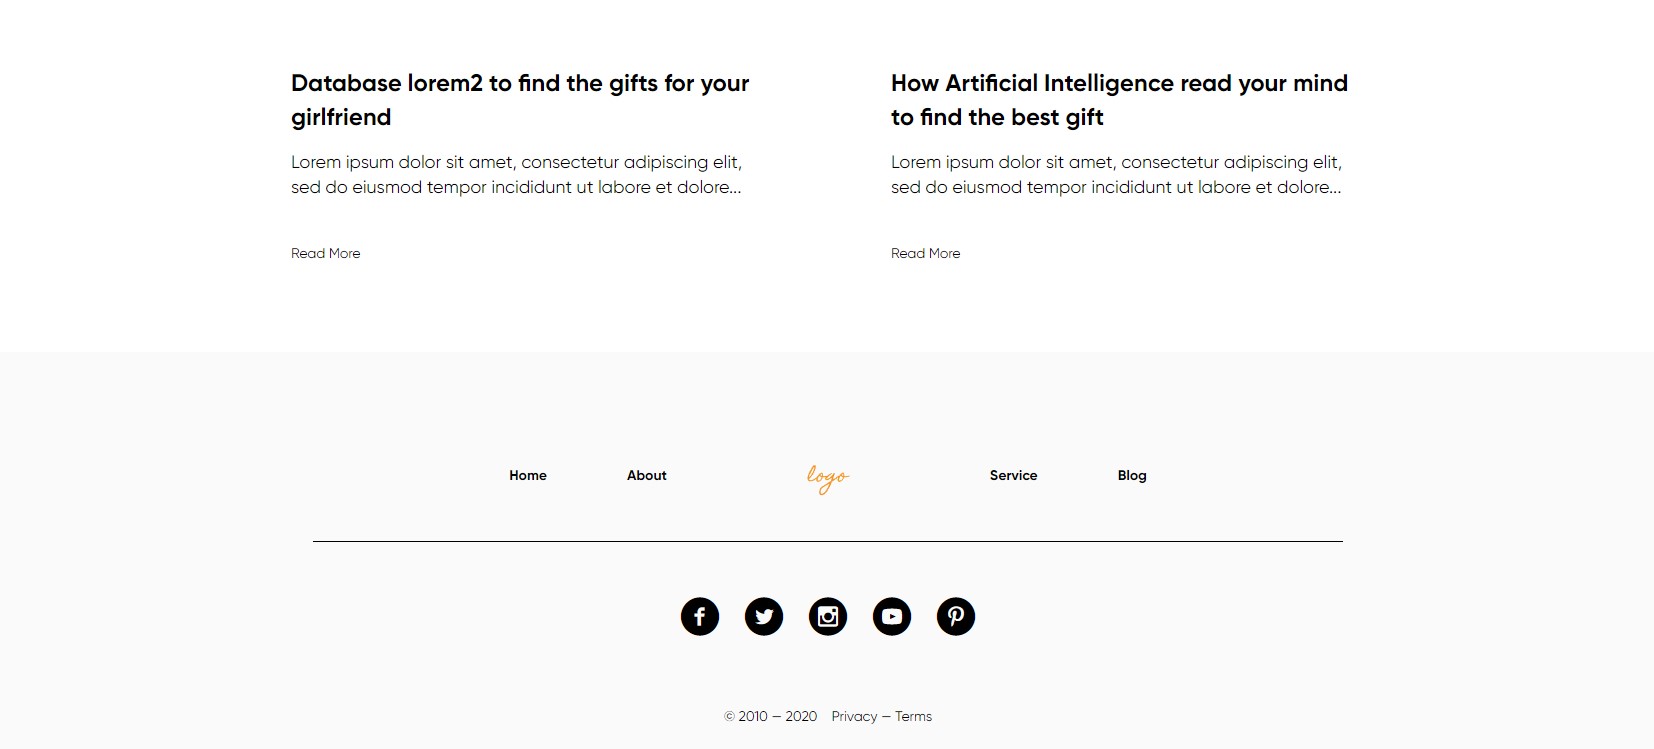 Database lorem2 to find the gifts for your
girlfriend
Lorem ipsum dolor sit amet, consectetur adipiscing elit,
sed do eiusmod tempor incididunt ut labore et dolore...
Read More
How Artificial Intelligence read your mind
to find the best gift
Lorem ipsum dolor sit amet, consectetur adipiscing elit,
sed do eiusmod tempor incididunt ut labore et dolore...
Read More
Home About logo Service Blog
© 2010 — 2020 Privacy — Terms